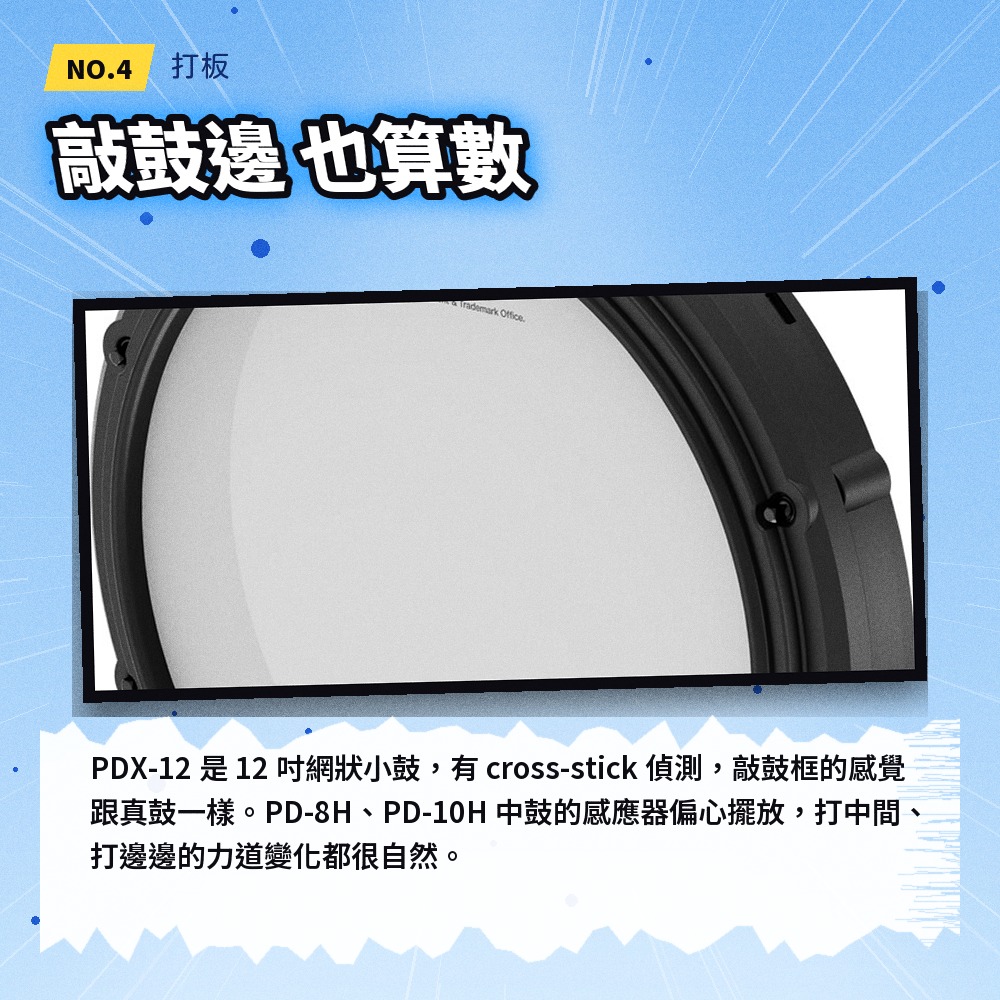 NO.4 打板
敲鼓邊 也算數
& Trademark Office.
PDX-12 是 12 吋網狀小鼓，有 cross-stick 偵測，敲鼓框的感覺
跟真鼓一樣。PD-8H、PD-10H 中鼓的感應器偏心擺放，打中間、
打邊邊的力道變化都很自然。